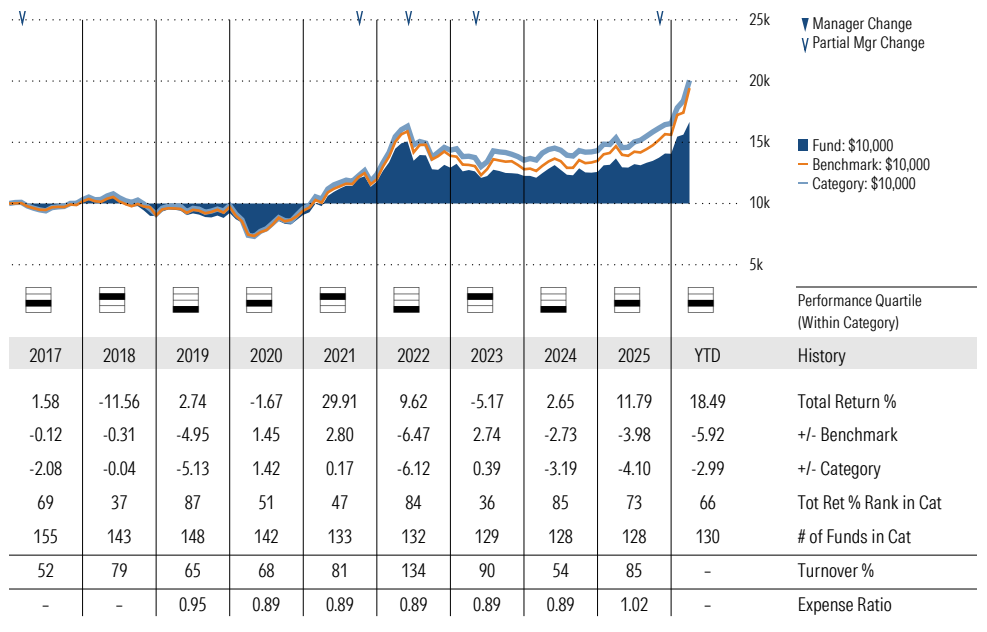 25k
Manager Change
Partial Mgr Change
20k
15k
Fund: $10,000
Benchmark: $10,000
Category: $10,000
10k
5k
Performance Quartile
(Within Category)
2017 2018 2019 2020 2021 2022 2023 2024 2025 YTD History
1.58 -11.56 2.74 -1.67 29.91 9.62 -5.17 2.65 11.79 18.49 Total Return %
-0.12 -0.31 -4.95 1.45 2.80 -6.47 2.74 -2.73 -3.98 -5.92 +/- Benchmark
-2.08 -0.04 -5.13 1.42 0.17 -6.12 0.39 -3.19 -4.10 -2.99 +/- Category
69 37 87 51 47 84 36 85 73 66 Tot Ret % Rank in Cat
155 143 148 142 133 132 129 128 128 130 # of Funds in Cat
52 79 65 68 81 134 90 54 85 – Turnover %
– – 0.95 0.89 0.89 0.89 0.89 0.89 1.02 – Expense Ratio